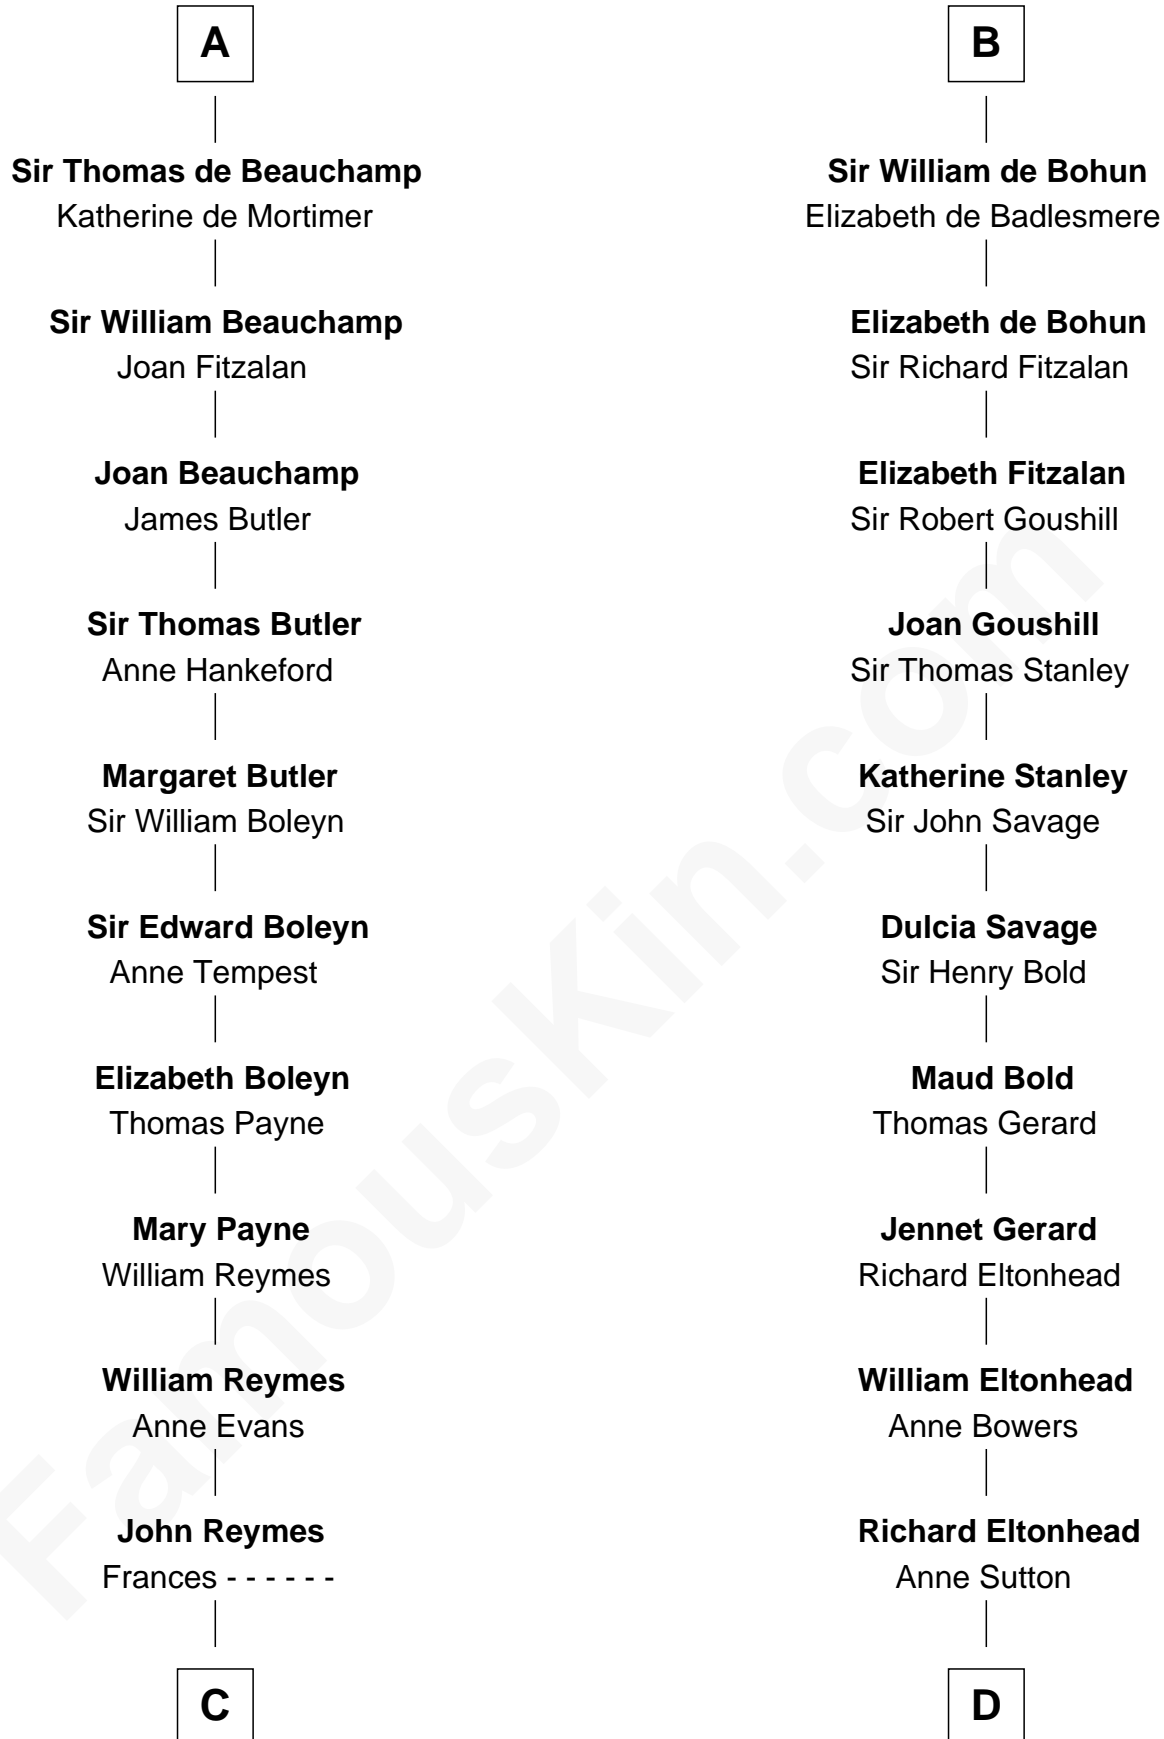 A
Sir Thomas de Beauchamp
Katherine de Mortimer
Sir William Beauchamp
Joan Fitzalan
Joan Beauchamp
James Butler
Sir Thomas Butler
Anne Hankeford
Margaret Butler
Sir William Boleyn
Sir Edward Boleyn
Anne Tempest
Elizabeth Boleyn
Thomas Payne
Mary Payne
William Reymes
William Reymes
Anne Evans
John Reymes
Frances - - - - - -
C
B
Sir William de Bohun
Elizabeth de Badlesmere
Elizabeth de Bohun
Sir Richard Fitzalan
Elizabeth Fitzalan
Sir Robert Goushill
Joan Goushill
Sir Thomas Stanley
Katherine Stanley
Sir John Savage
Dulcia Savage
Sir Henry Bold
Maud Bold
Thomas Gerard
Jennet Gerard
Richard Eltonhead
William Eltonhead
Anne Bowers
Richard Eltonhead
Anne Sutton
D
FamousKin.com